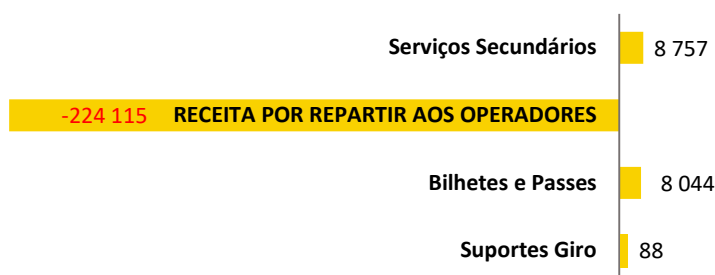 Serviços Secundários 8 757
-224 115 RECEITA POR REPARTIR AOS OPERADORES
Bilhetes e Passes 8 044
Suportes Giro 88